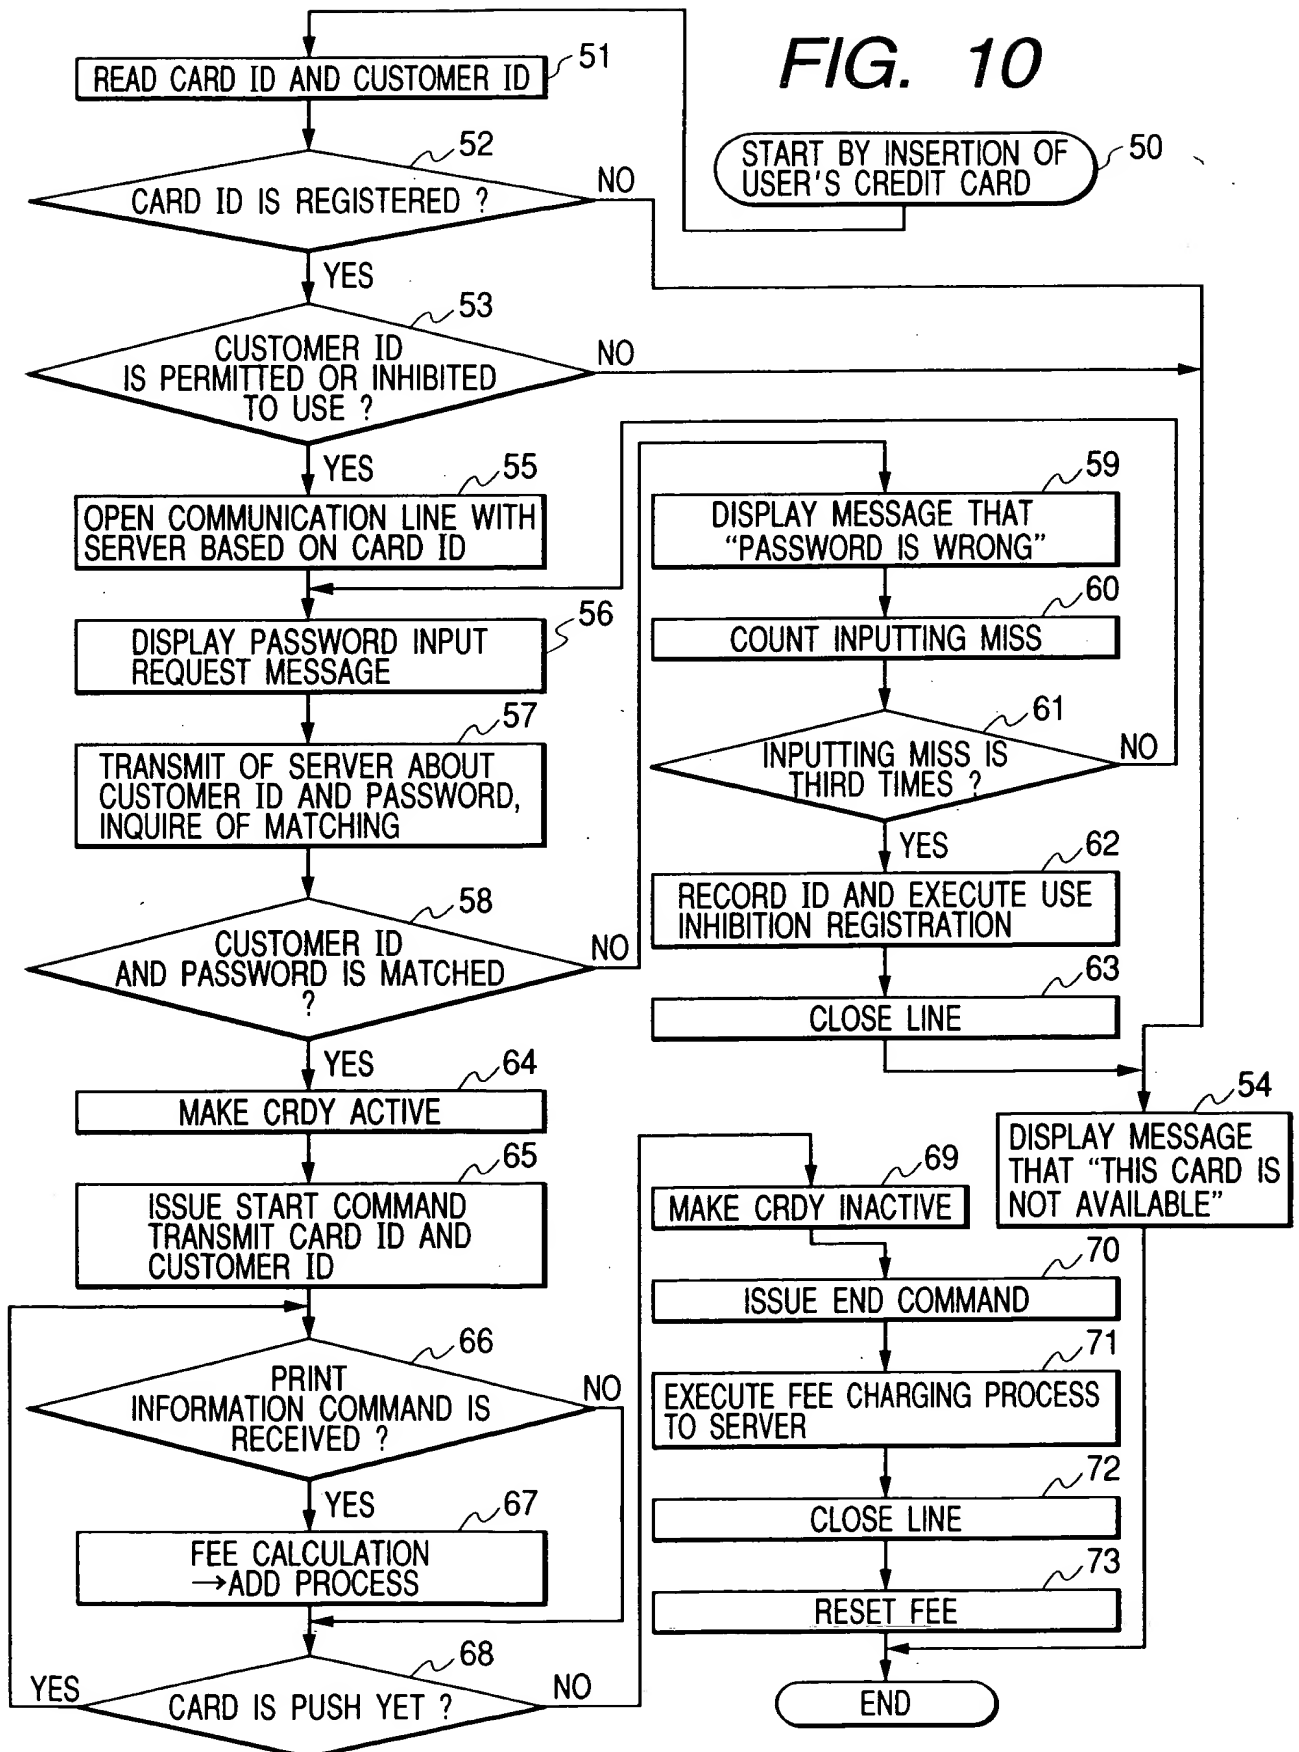 FIG. 10
START BY INSERTION OF
USER'S CREDIT CARD
50
READ CARD ID AND CUSTOMER ID
51
52
CARD ID IS REGISTERED ?
NO
YES
53
CUSTOMER ID
IS PERMITTED OR INHIBITED
TO USE ?
NO
YES
55
OPEN COMMUNICATION LINE WITH
SERVER BASED ON CARD ID
56
DISPLAY PASSWORD INPUT
REQUEST MESSAGE
57
TRANSMIT OF SERVER ABOUT
CUSTOMER ID AND PASSWORD,
INQUIRE OF MATCHING
58
CUSTOMER ID
AND PASSWORD IS MATCHED
?
NO
YES
59
DISPLAY MESSAGE THAT
“PASSWORD IS WRONG”
60
COUNT INPUTTING MISS
61
INPUTTING MISS IS
THIRD TIMES ?
NO
YES
62
RECORD ID AND EXECUTE USE
INHIBITION REGISTRATION
63
CLOSE LINE
54
DISPLAY MESSAGE
THAT “THIS CARD IS
NOT AVAILABLE”
64
MAKE CRDY ACTIVE
65
ISSUE START COMMAND
TRANSMIT CARD ID AND
CUSTOMER ID
66
PRINT
INFORMATION COMMAND IS
RECEIVED ?
NO
YES
67
FEE CALCULATION
→ADD PROCESS
68
CARD IS PUSH YET ?
YES
NO
69
MAKE CRDY INACTIVE
70
ISSUE END COMMAND
71
EXECUTE FEE CHARGING PROCESS
TO SERVER
72
CLOSE LINE
73
RESET FEE
END